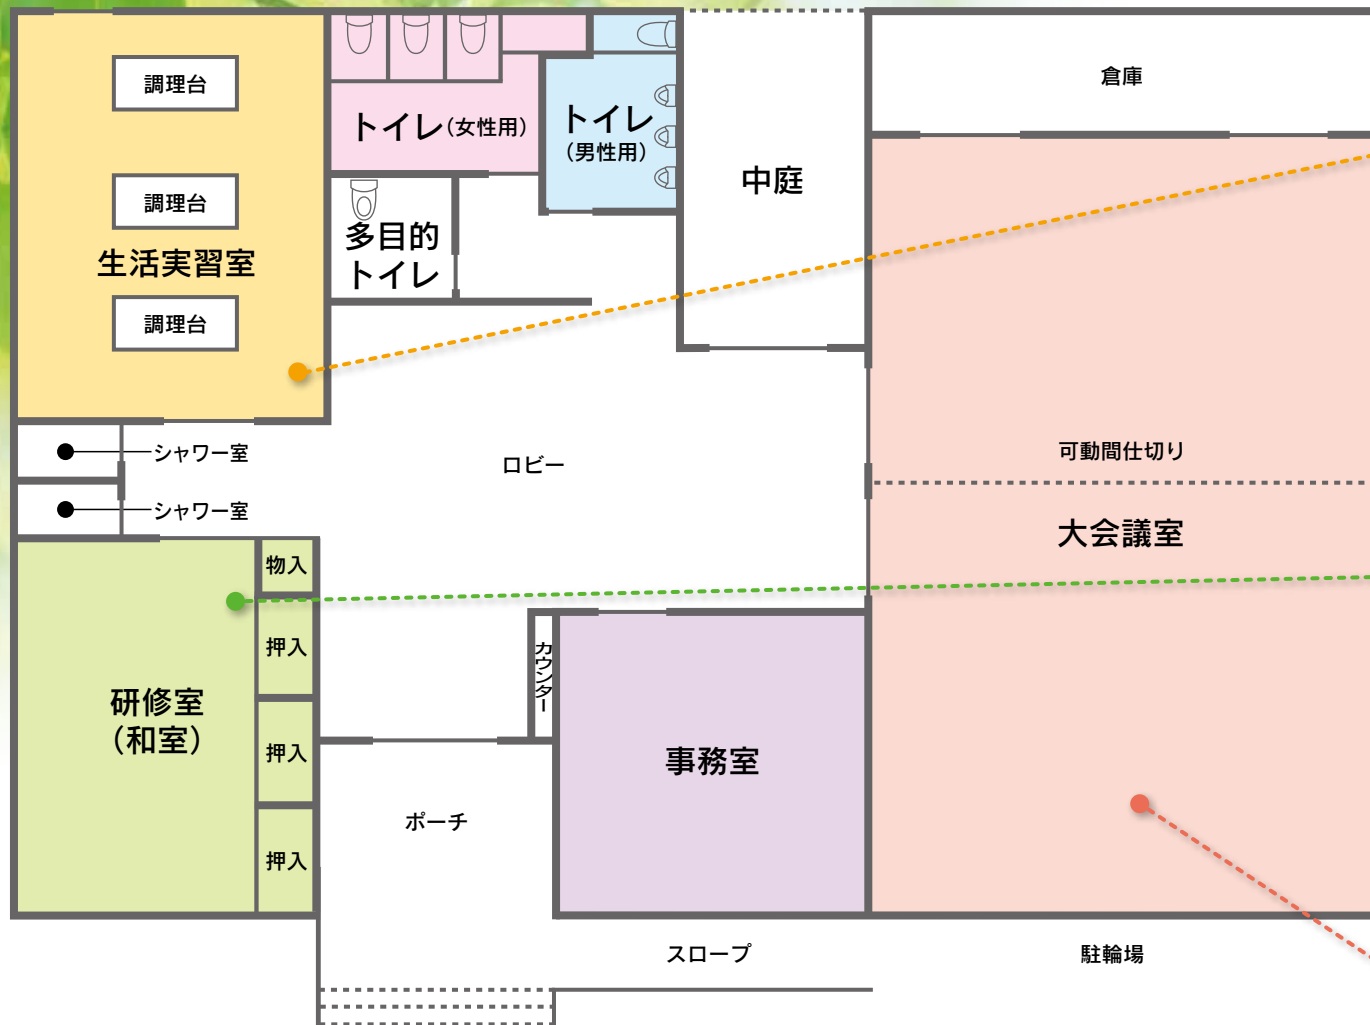 調理台
倉庫
トイレ(女性用)
トイレ
(男性用)
中庭
調理台
多目的
トイレ
生活実習室
調理台
シャワー室
ロビー
可動間仕切り
シャワー室
大会議室
物入
押入
カウンター
研修室
(和室)
押入
事務室
ポーチ
押入
スロープ
駐輪場